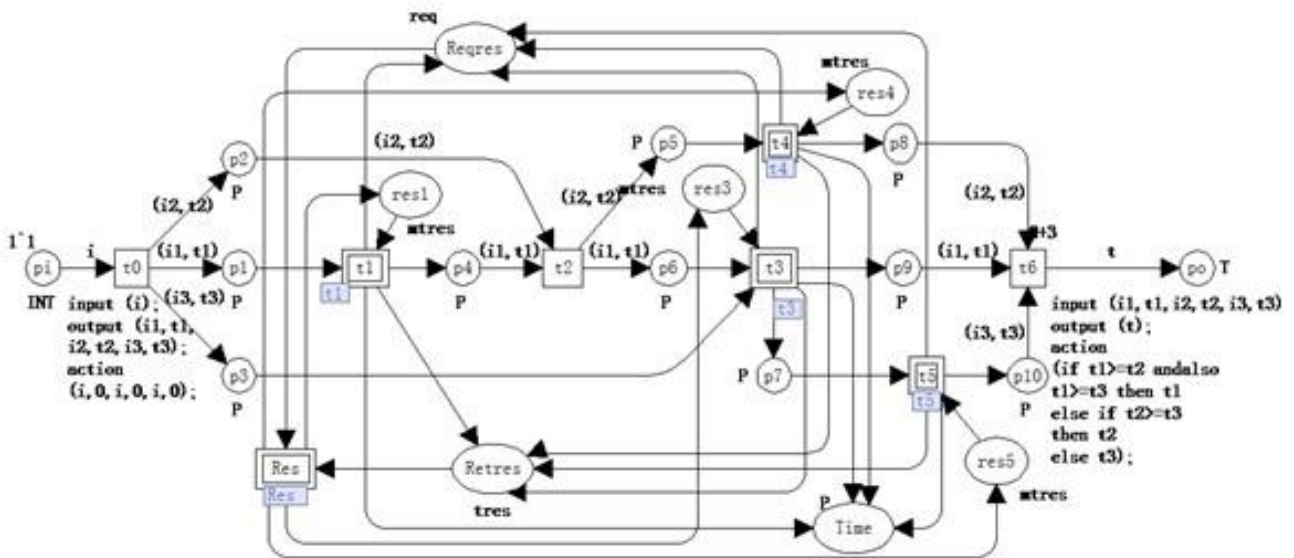 req
Reqres
mtres
res4
(i2, t2)
P
p5
t4
t4
p8
P
p2
P
(i2, t2)
res1
mtres
(i2, t2)
mtres
res3
(i2, t2)
1`1
pi
INT
i
t0
(i1, t1)
p1
P
t1
t1
p4
P
(i1, t1)
t2
(i1, t1)
p6
P
t3
t3
p9
P
(i1, t1)
+3
t6
t
po
T
(i3, t3)
p3
P
input (i);
output (i1, t1,
i2, t2, i3, t3);
action
(i, 0, i, 0, i, 0);
P
p7
t5
t5
(i3, t3)
p10
P
input (i1, t1, i2, t2, i3, t3)
output (t);
action
(if t1>=t2 andalso
t1>=t3 then t1
else if t2>=t3
then t2
else t3);
Res
Res
Retres
tres
res5
mtres
P
Time